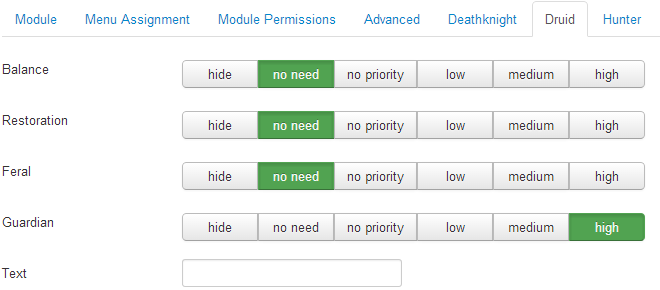 Module Menu Assignment Module Permissions Advanced Deathknight Druid Hunter
Balance hide no need no priority low medium high
Restoration hide no need no priority low medium high
Feral hide no need no priority low medium high
Guardian hide no need no priority low medium high
Text